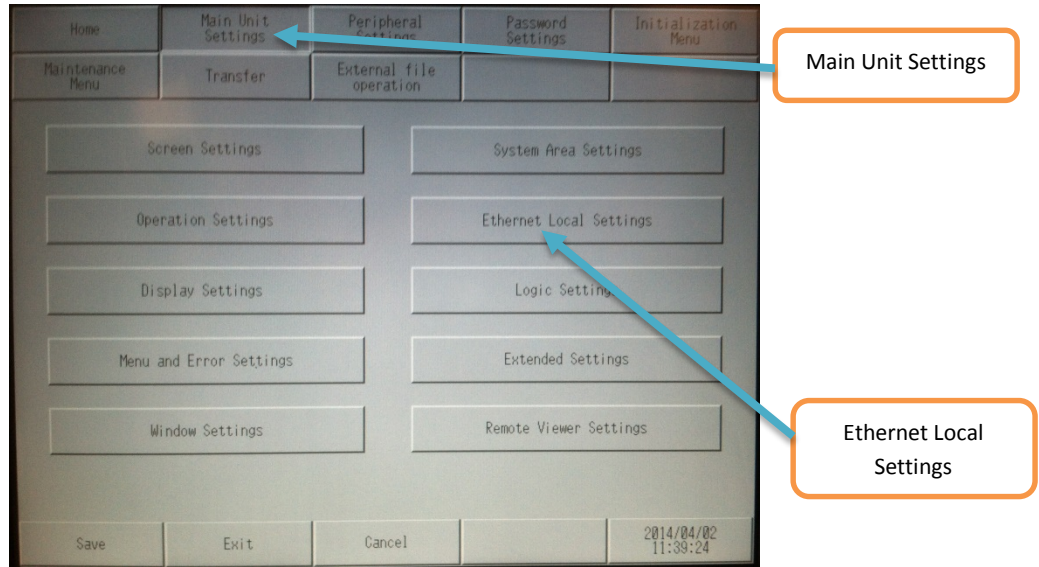 Home
Main Unit
Settings
Peripheral
Settings
Password
Settings
Initialization
Menu
Maintenance
Menu
Transfer
External file
operation
Screen Settings
System Area Settings
Operation Settings
Ethernet Local Settings
Display Settings
Logic Settings
Menu and Error Settings
Extended Settings
Window Settings
Remote Viewer Settings
Save
Exit
Cancel
2014/04/02
11:39:24
Main Unit Settings
Ethernet Local
Settings